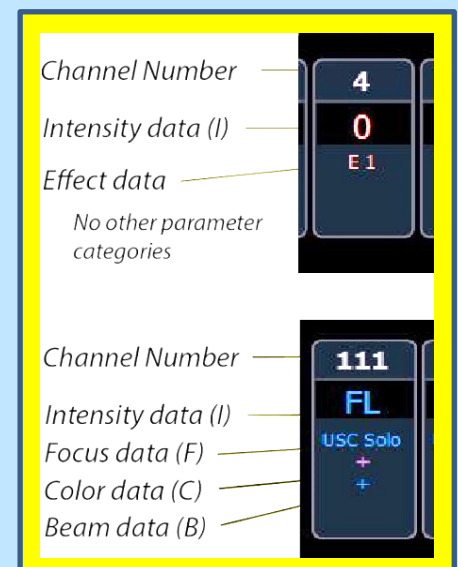 Channel Number
4
Intensity data (I)
0
Effect data
E 1
No other parameter
categories
Channel Number
111
Intensity data (I)
FL
Focus data (F)
USC Solo
Color data (C)
+
Beam data (B)
+